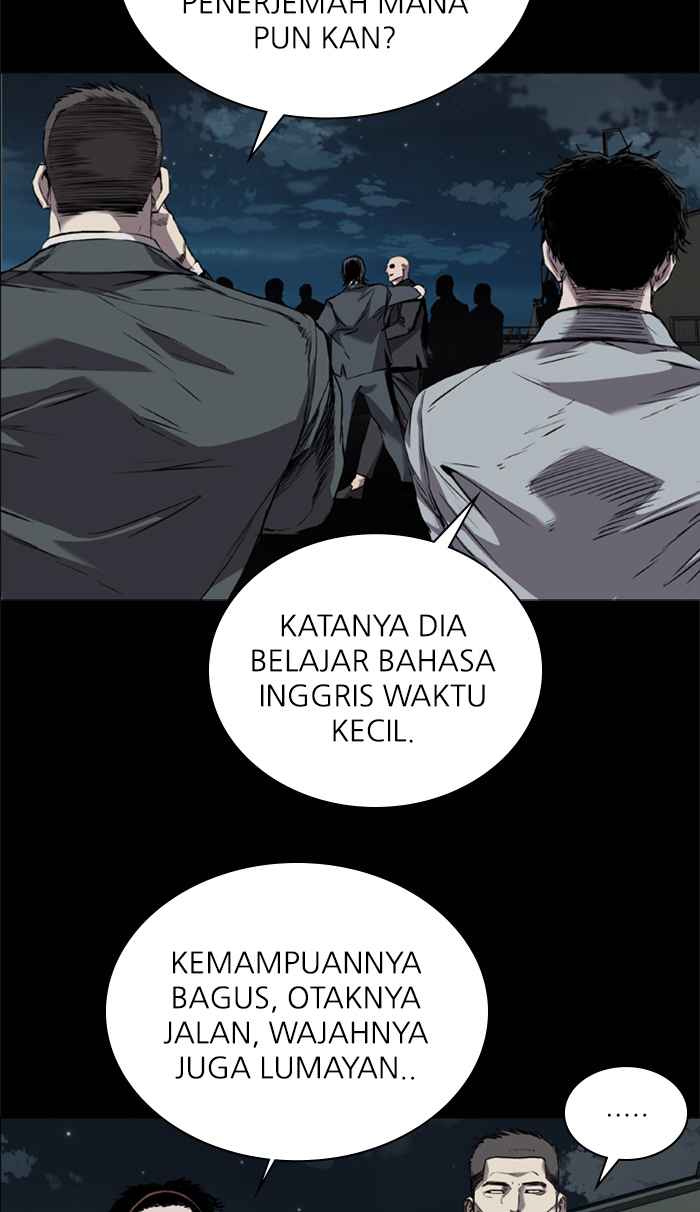 PENERJEMAH MANA
PUN KAN?
KATANYA DIA
BELAJAR BAHASA
INGGRIS WAKTU
KECIL.
KEMAMPUANNYA
BAGUS, OTAKNYA
JALAN, WAJAHNYA
JUGA LUMAYAN..
.....